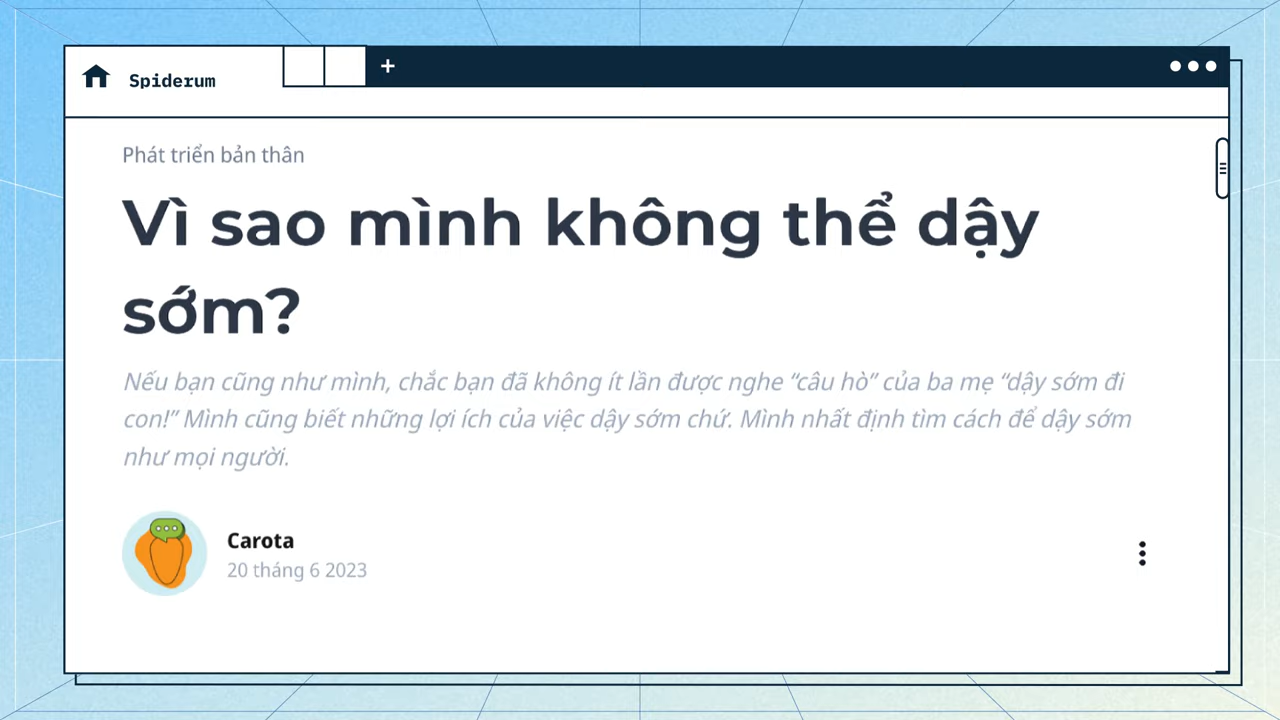 Spiderum
Phát triển bản thân
Vì sao mình không thể dậy
sớm?
Nếu bạn cũng như mình, chắc bạn đã không ít lần được nghe “câu hò” của ba mẹ “dậy sớm đi
con!” Mình cũng biết những lợi ích của việc dậy sớm chứ. Mình nhất định tìm cách để dậy sớm
như mọi người.
Carota
20 tháng 6 2023